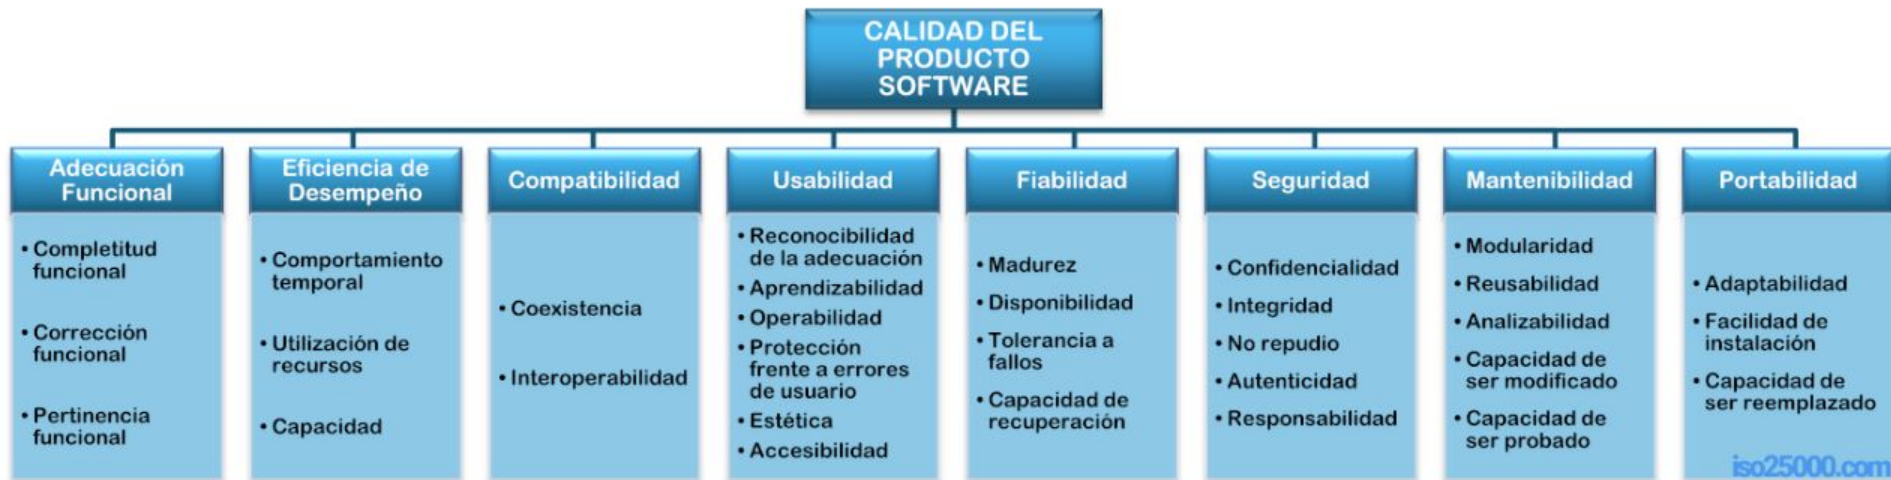 CALIDAD DEL
PRODUCTO
SOFTWARE
Adecuación
Funcional
• Completitud
funcional
• Corrección
funcional
• Pertinencia
funcional
Eficiencia de
Desempeño
• Comportamiento
temporal
• Utilización de
recursos
• Capacidad
Compatibilidad
• Coexistencia
• Interoperabilidad
Usabilidad
• Reconocibilidad
de la adecuación
• Aprendizabilidad
• Operabilidad
• Protección
frente a errores
de usuario
• Estética
• Accesibilidad
Fiabilidad
• Madurez
• Disponibilidad
• Tolerancia a
fallos
• Capacidad de
recuperación
Seguridad
• Confidencialidad
• Integridad
• No repudio
• Autenticidad
• Responsabilidad
Mantenibilidad
• Modularidad
• Reusabilidad
• Analizabilidad
• Capacidad de
ser modificado
• Capacidad de
ser probado
Portabilidad
• Adaptabilidad
• Facilidad de
instalación
• Capacidad de
ser reemplazado
iso25000.com